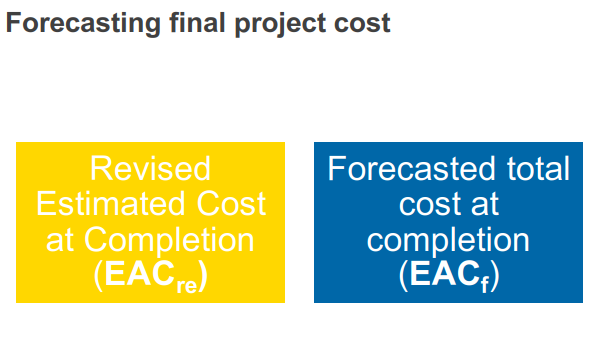 Forecasting final project cost
Revised
Estimated Cost
at Completion
(EACre)
Forecasted total
cost at
completion
(EACf)